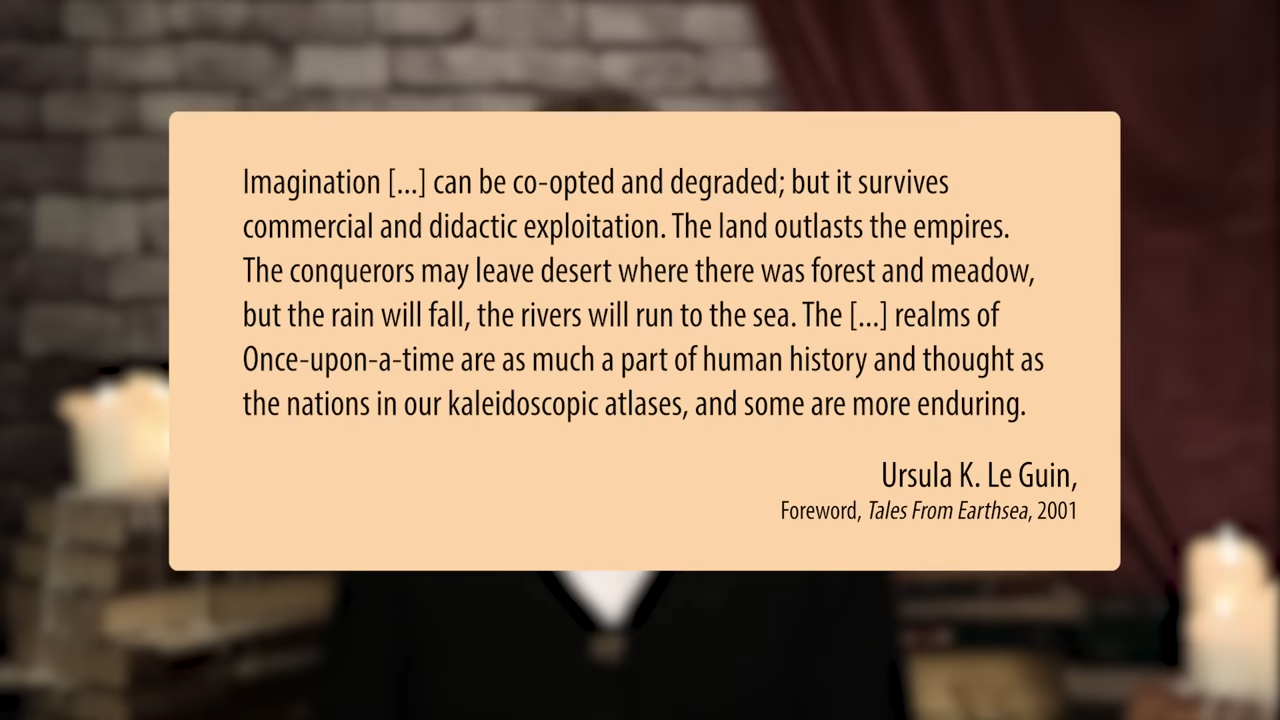 Imagination [...] can be co-opted and degraded; but it survives
commercial and didactic exploitation. The land outlasts the empires.
The conquerors may leave desert where there was forest and meadow,
but the rain will fall, the rivers will run to the sea. The [...] realms of
Once-upon-a-time are as much a part of human history and thought as
the nations in our kaleidoscopic atlases, and some are more enduring.
Ursula K. Le Guin,
Foreword, Tales From Earthsea, 2001